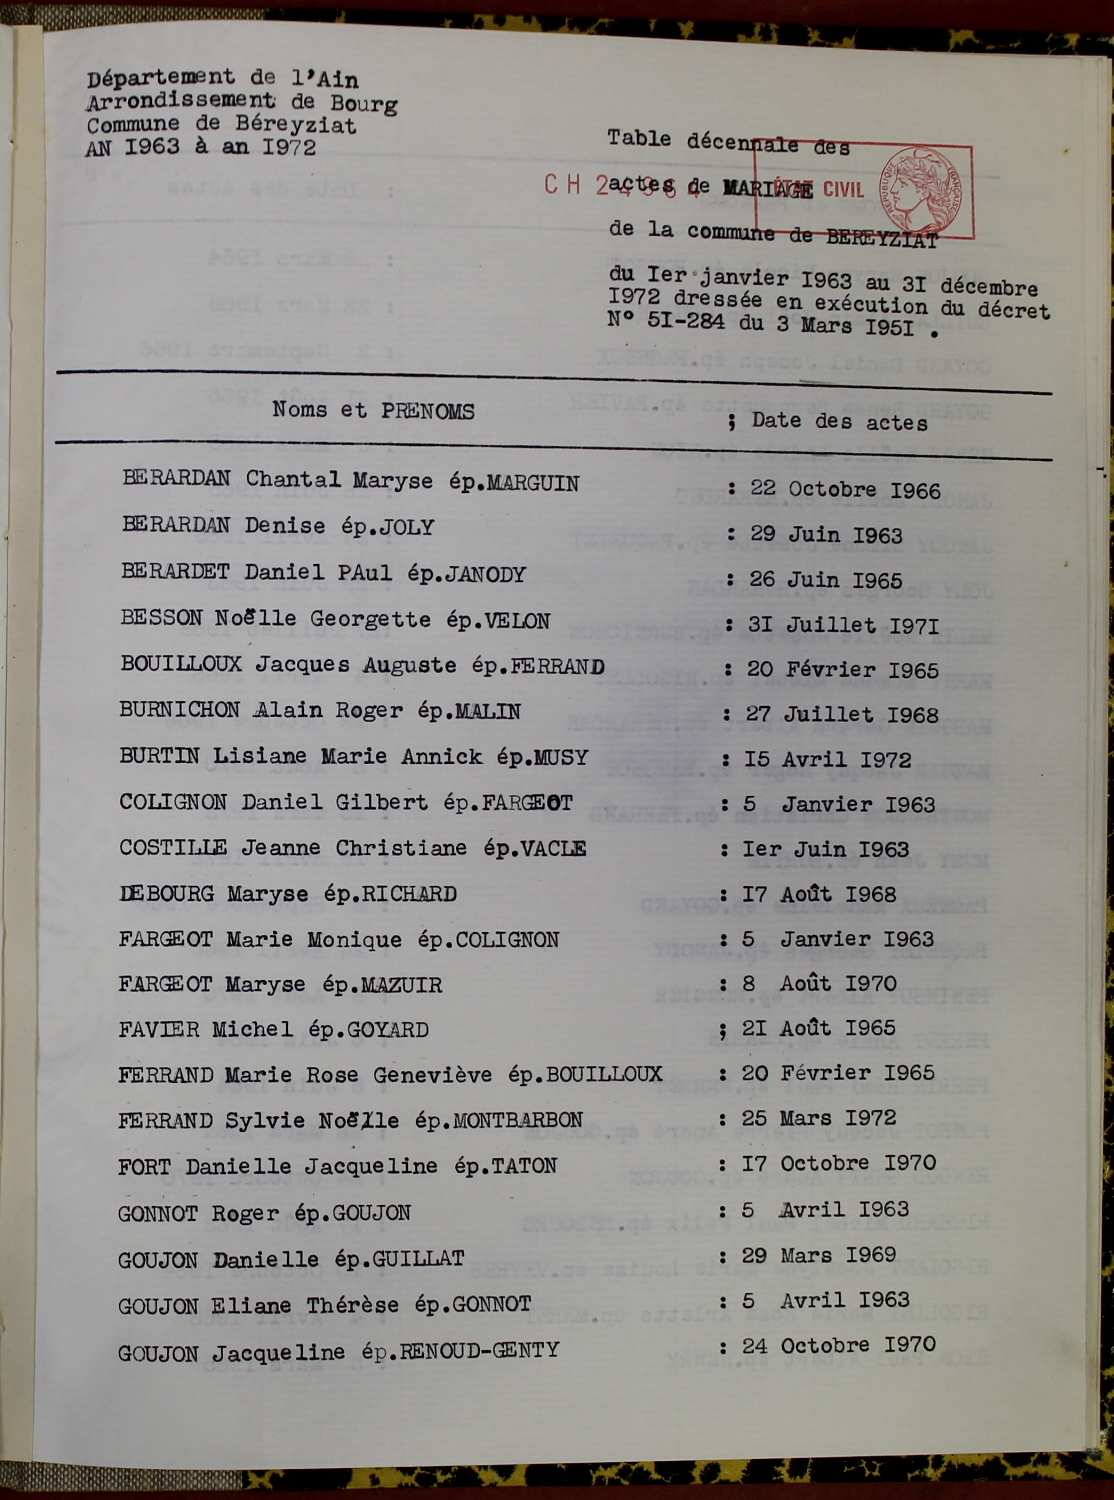 Département de l'Ain
Arrondissement de Bourg
Commune de Béreyziat
AN I963 à an I972
Table décennale des
actes de MARIAGE
ÉTAT CIVIL
RÉPUBLIQUE FRANÇAISE
de la commune de BEREYZIAT
du Ier janvier I963 au 3I décembre
I972 dressée en exécution du décret
N° 5I-284 du 3 Mars I95I .
Noms et PRENOMS ; Date des actes
BERARDAN Chantal Maryse ép.MARGUIN : 22 Octobre I966
BERARDAN Denise ép.JOLY : 29 Juin I963
BERARDET Daniel PAul ép.JANODY : 26 Juin I965
BESSON Noëlle Georgette ép.VELON : 3I Juillet I97I
BOUILLOUX Jacques Auguste ép.FERRAND : 20 Février I965
BURNICHON Alain Roger ép.MALIN : 27 Juillet I968
BURTIN Lisiane Marie Annick ép.MUSY : I5 Avril I972
COLIGNON Daniel Gilbert ép.FARGEOT : 5 Janvier I963
COSTILLE Jeanne Christiane ép.VACLE : Ier Juin I963
DEBOURG Maryse ép.RICHARD : I7 Août I968
FARGEOT Marie Monique ép.COLIGNON : 5 Janvier I963
FARGEOT Maryse ép.MAZUIR : 8 Août I970
FAVIER Michel ép.GOYARD ; 2I Août I965
FERRAND Marie Rose Geneviève ép.BOUILLOUX : 20 Février I965
FERRAND Sylvie Noëlle ép.MONTBARBON : 25 Mars I972
FORT Danielle Jacqueline ép.TATON : I7 Octobre I970
GONNOT Roger ép.GOUJON : 5 Avril I963
GOUJON Danielle ép.GUILLAT : 29 Mars I969
GOUJON Eliane Thérèse ép.GONNOT : 5 Avril I963
GOUJON Jacqueline ép.RENOUD-GENTY : 24 Octobre I970